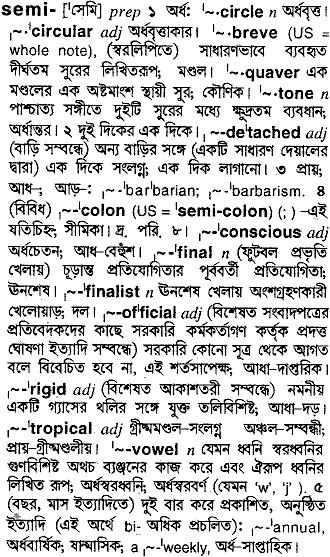 semi- [ˈসেমি] prep ১ অর্ধ: ˈ~·circle n অর্ধবৃত্ত।
ˌ~·ˈcircular adj অর্ধবৃত্তাকার। ˈ~·breve (US =
whole note), (স্বরলিপিতে) সাধারণভাবে ব্যবহৃত
দীর্ঘতম সুরের লিখিতরূপ; মণ্ডল। ˈ~·quaver এক
মণ্ডলের এক অষ্টমাংশ স্থায়ী সুর; কৌণিক। ˈ~·tone n
পাশ্চাত্য সঙ্গীতে দুইটি সুরের মধ্যে ক্ষুদ্রতম ব্যবধান;
অর্ধান্তর। ২ দুই দিকের এক দিকে। ˌ~-deˈtached adj
(বাড়ি সম্বন্ধে) অন্য বাড়ির সঙ্গে (একটি সাধারণ দেয়ালের
দ্বারা) এক দিকে সংলগ্ন; এক দিক লাগানো। ৩ প্রায়;
আধ-; আড়-: ˌ~-ˈbarbarian; ˌ~-ˈbarbarism. ৪
(বিবিধ) ˌ~-ˈcolon (US = ˈsemi-colon) (;) -এই
যতিচিহ্ন; সীমিকা। দ্র. পরি. ৮। ˌ~-ˈconscious adj
অর্ধচেতন; আধ-বেহুঁশ। ˌ~-ˈfinal n (ফুটবল প্রভৃতি
খেলায়) চূড়ান্ত প্রতিযোগিতার পূর্ববর্তী প্রতিযোগিতা;
ঊনশেষ। ˌ~-ˈfinalist n ঊনশেষ খেলায় অংশগ্রহণকারী
খেলোয়াড়; দল। ˌ~-ofˈficial adj (বিশেষত সংবাদপত্রের
প্রতিবেদকদের কাছে সরকারি কর্মকর্তাগণ কর্তৃক প্রদত্ত
ঘোষণা ইত্যাদি সম্বন্ধে) সরকারি কোনো সূত্র থেকে আগত
বলে বিবেচিত হবে না, এই শর্তসাপেক্ষ; আধা-দাপ্তরিক।
ˌ~-ˈrigid adj (বিশেষত আকাশতরী সম্বন্ধে) নমনীয়
একটি গ্যাসের থলির সঙ্গে যুক্ত তলিবিশিষ্ট; আধা-দড়।
ˌ~-ˈtropical adj গ্রীষ্মমণ্ডল-সংলগ্ন অঞ্চল-সম্বন্ধী;
প্রায়-গ্রীষ্মমণ্ডলীয়। ˈ~-vowel n যেমন ধ্বনি স্বরধ্বনির
গুণবিশিষ্ট অথচ ব্যঞ্জনের কাজ করে এবং ঐরূপ ধ্বনির
লিখিত রূপ; অর্ধস্বরধ্বনি; অর্ধস্বরবর্ণ (যেমন 'w', 'j')। ৫
(বছর, মাস ইত্যাদিতে) দুই বার করে প্রকাশিত, অনুষ্ঠিত
ইত্যাদি (এই অর্থে bi- অধিক প্রচলিত): ˌ~-ˈannual,
অর্ধবার্ষিক; ষান্মাসিক; a ˌ~-ˈweekly, অর্ধ-সাপ্তাহিক।